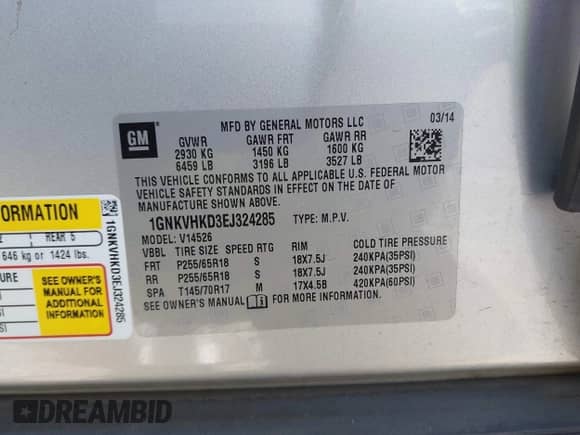 GM
MFD BY GENERAL MOTORS LLC
03/14
GVWR GAWR FRT GAWR RR
2930 KG 1450 KG 1600 KG
6459 LB 3196 LB 3527 LB
THIS VEHICLE CONFORMS TO ALL APPLICABLE U.S. FEDERAL MOTOR
VEHICLE SAFETY STANDARDS IN EFFECT ON THE DATE OF
MANUFACTURE SHOWN ABOVE.
1GNKVHKD3EJ324285 TYPE: M.P.V.
MODEL: V14526
VBBL TIRE SIZE SPEED RTG RIM COLD TIRE PRESSURE
FRT P255/65R18 S 18X7.5J 240KPA(35PSI)
RR P255/65R18 S 18X7.5J 240KPA(35PSI)
SPA T145/70R17 M 17X4.5B 420KPA(60PSI)
SEE OWNER'S MANUAL FOR MORE INFORMATION.
FORMATION
REAR 5
646 kg or 1424 lbs.
SEE OWNER'S
MANUAL FOR
ADDITIONAL
INFORMATION
1GNKVHKD3EJ324285
DREAMBID